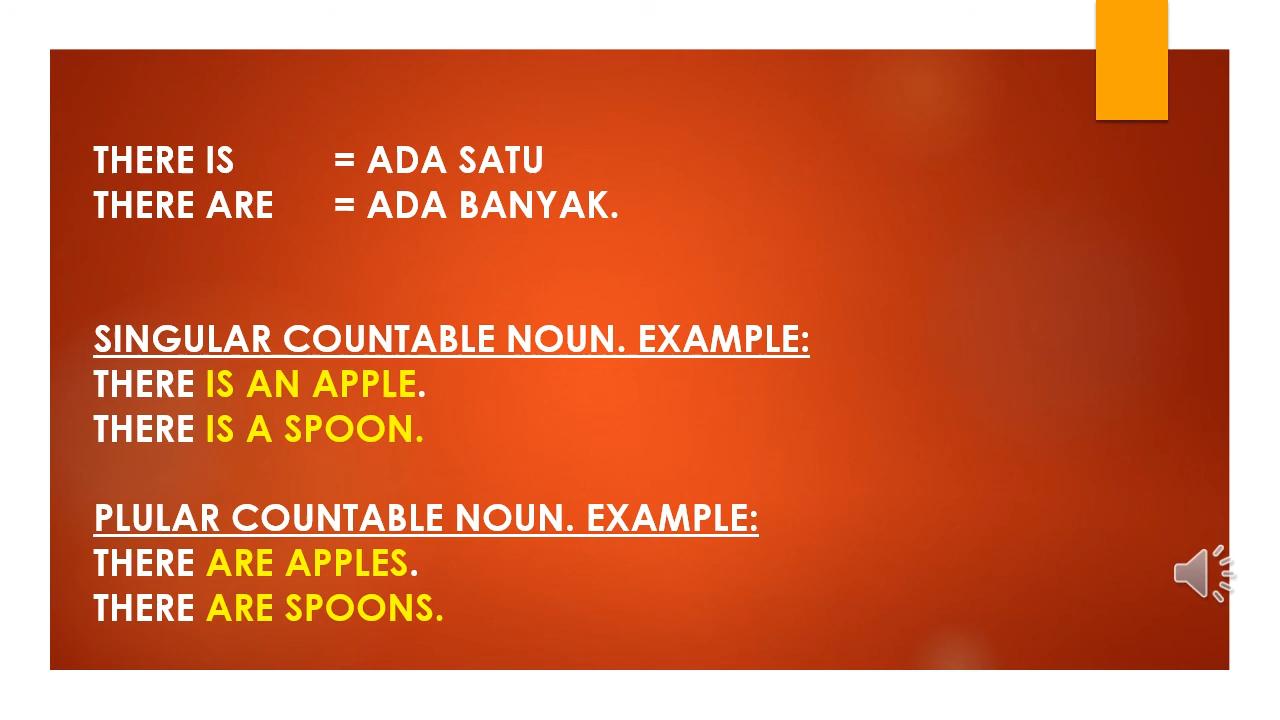 THERE IS = ADA SATU
THERE ARE = ADA BANYAK.
SINGULAR COUNTABLE NOUN. EXAMPLE:
THERE IS AN APPLE.
THERE IS A SPOON.
PLULAR COUNTABLE NOUN. EXAMPLE:
THERE ARE APPLES.
THERE ARE SPOONS.